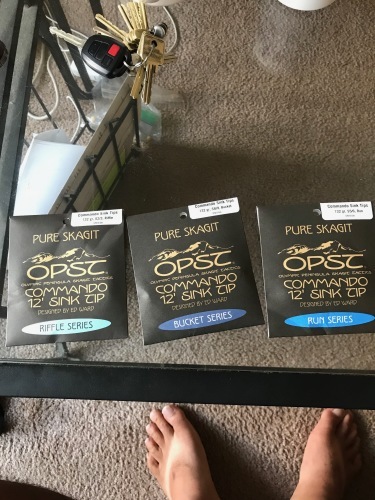 Commando Sink Tips
PURE SKAGIT
OPST
OLYMPIC PENINSULA SKAGIT TACTICS
COMMANDO
12' SINK TIP
DESIGNED BY ED WARD
RIFFLE SERIES
Commando Sink Tips
PURE SKAGIT
OPST
OLYMPIC PENINSULA SKAGIT TACTICS
COMMANDO
12' SINK TIP
DESIGNED BY ED WARD
BUCKET SERIES
Commando Sink Tips
PURE SKAGIT
OPST
OLYMPIC PENINSULA SKAGIT TACTICS
COMMANDO
12' SINK TIP
DESIGNED BY ED WARD
RUN SERIES